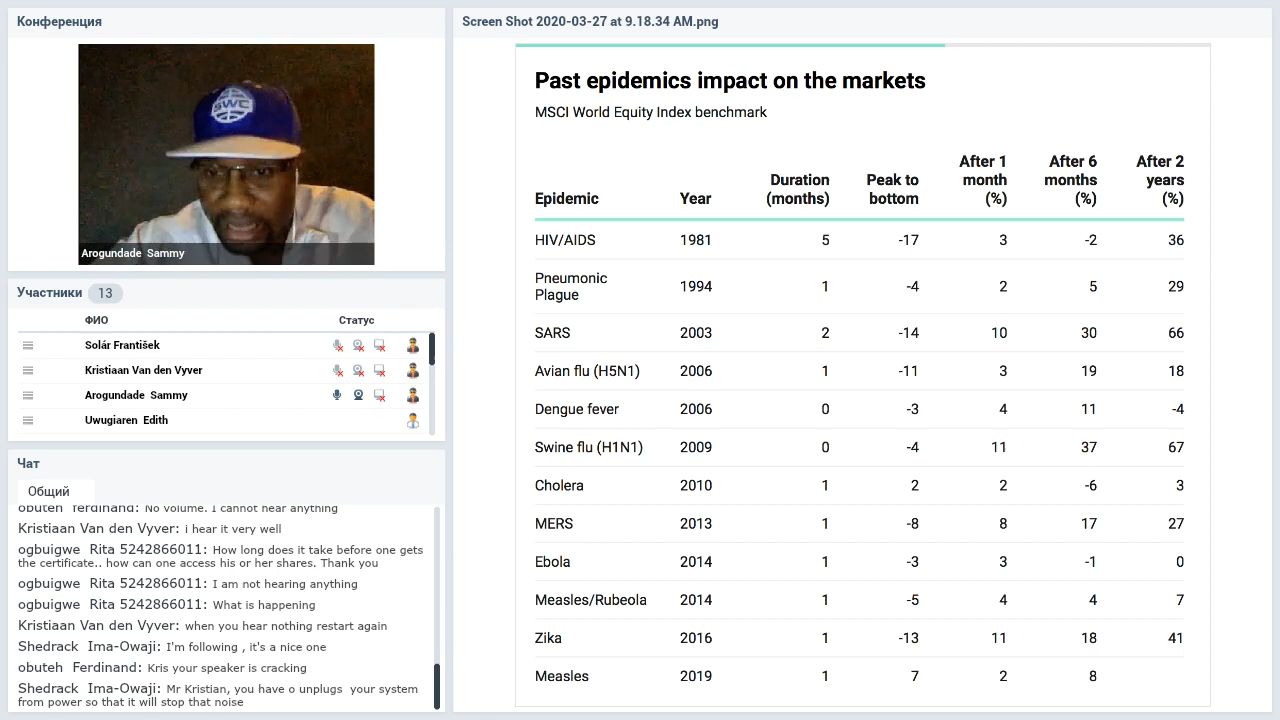 Конференция
SWC
Arogundade Sammy
Участники 13
ФИО Статус
Solár František
Kristiaan Van den Vyver
Arogundade Sammy
Uwugiaren Edith
Чат
Общий
obuten ferdinand: No volume. I cannot hear anything
Kristiaan Van den Vyver: i hear it very well
ogbuigwe Rita 5242866011: How long does it take before one gets
the certificate.. how can one access his or her shares. Thank you
ogbuigwe Rita 5242866011: I am not hearing anything
ogbuigwe Rita 5242866011: What is happening
Kristiaan Van den Vyver: when you hear nothing restart again
Shedrack Ima-Owaji: I'm following , it's a nice one
obuteh Ferdinand: Kris your speaker is cracking
Shedrack Ima-Owaji: Mr Kristian, you have o unplugs your system
from power so that it will stop that noise
Screen Shot 2020-03-27 at 9.18.34 AM.png
Past epidemics impact on the markets
MSCI World Equity Index benchmark
After 1 After 6 After 2
Duration Peak to month months years
Epidemic Year (months) bottom (%) (%) (%)
HIV/AIDS 1981 5 -17 3 -2 36
Pneumonic
Plague 1994 1 -4 2 5 29
SARS 2003 2 -14 10 30 66
Avian flu (H5N1) 2006 1 -11 3 19 18
Dengue fever 2006 0 -3 4 11 -4
Swine flu (H1N1) 2009 0 -4 11 37 67
Cholera 2010 1 2 2 -6 3
MERS 2013 1 -8 8 17 27
Ebola 2014 1 -3 3 -1 0
Measles/Rubeola 2014 1 -5 4 4 7
Zika 2016 1 -13 11 18 41
Measles 2019 1 7 2 8